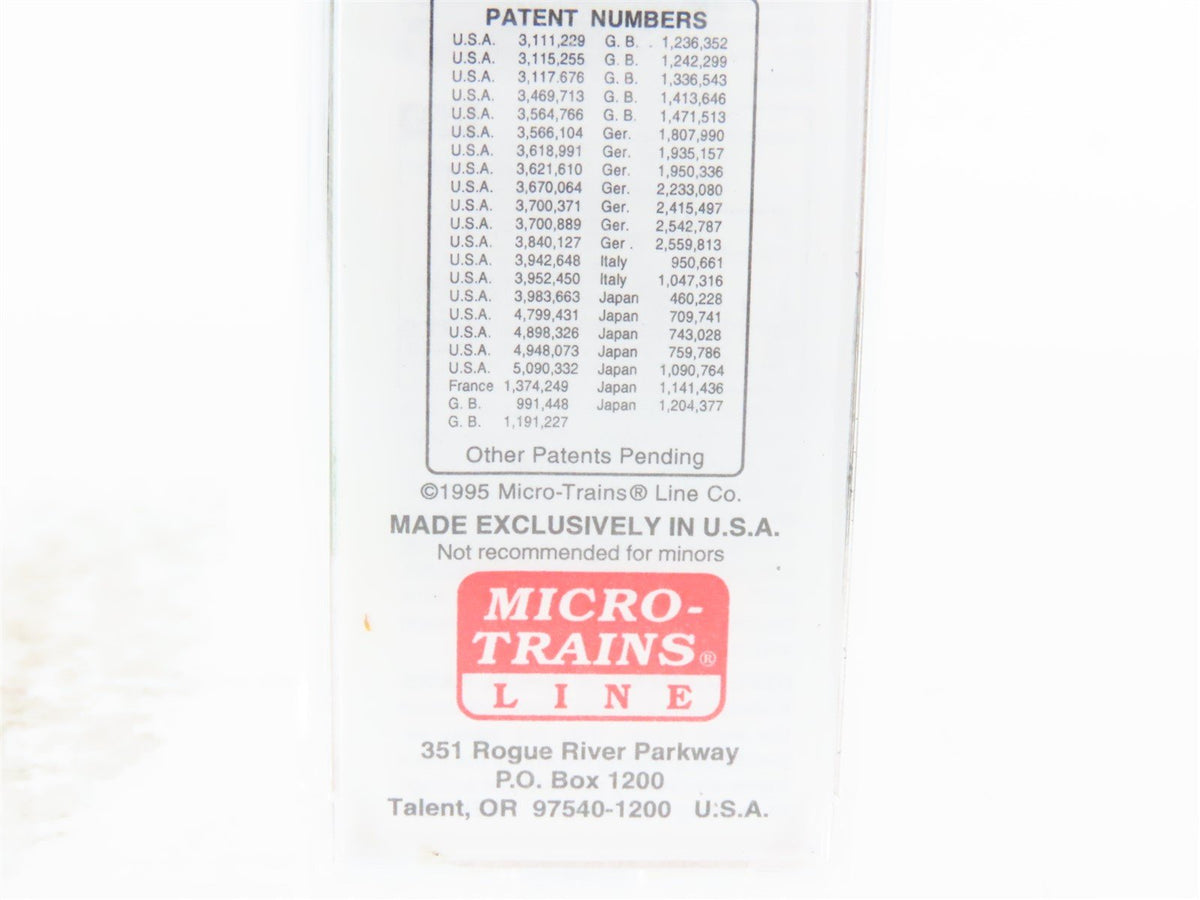 PATENT NUMBERS
U.S.A. 3,111,229 G. B. . 1,236,352
U.S.A. 3,115,255 G. B. 1,242,299
U.S.A. 3,117.676 G. B. 1,336,543
U.S.A. 3,469,713 G. B. 1,413,646
U.S.A. 3,564,766 G. B. 1,471,513
U.S.A. 3,566,104 Ger. 1,807,990
U.S.A. 3,618,991 Ger. 1,935,157
U.S.A. 3,621,610 Ger. 1,950,336
U.S.A. 3,670,064 Ger. 2,233,080
U.S.A. 3,700,371 Ger. 2,415,497
U.S.A. 3,700,889 Ger. 2,542,787
U.S.A. 3,840,127 Ger . 2,559,813
U.S.A. 3,942,648 Italy 950,661
U.S.A. 3,952,450 Italy 1,047,316
U.S.A. 3,983,663 Japan 460,228
U.S.A. 4,799,431 Japan 709,741
U.S.A. 4,898,326 Japan 743,028
U.S.A. 4,948,073 Japan 759,786
U.S.A. 5,090,332 Japan 1,090,764
France 1,374,249 Japan 1,141,436
G. B. 991,448 Japan 1,204,377
G. B. 1,191,227
Other Patents Pending
©1995 Micro-Trains® Line Co.
MADE EXCLUSIVELY IN U.S.A.
Not recommended for minors
MICRO-
TRAINS®
LINE
351 Rogue River Parkway
P.O. Box 1200
Talent, OR 97540-1200 U.S.A.